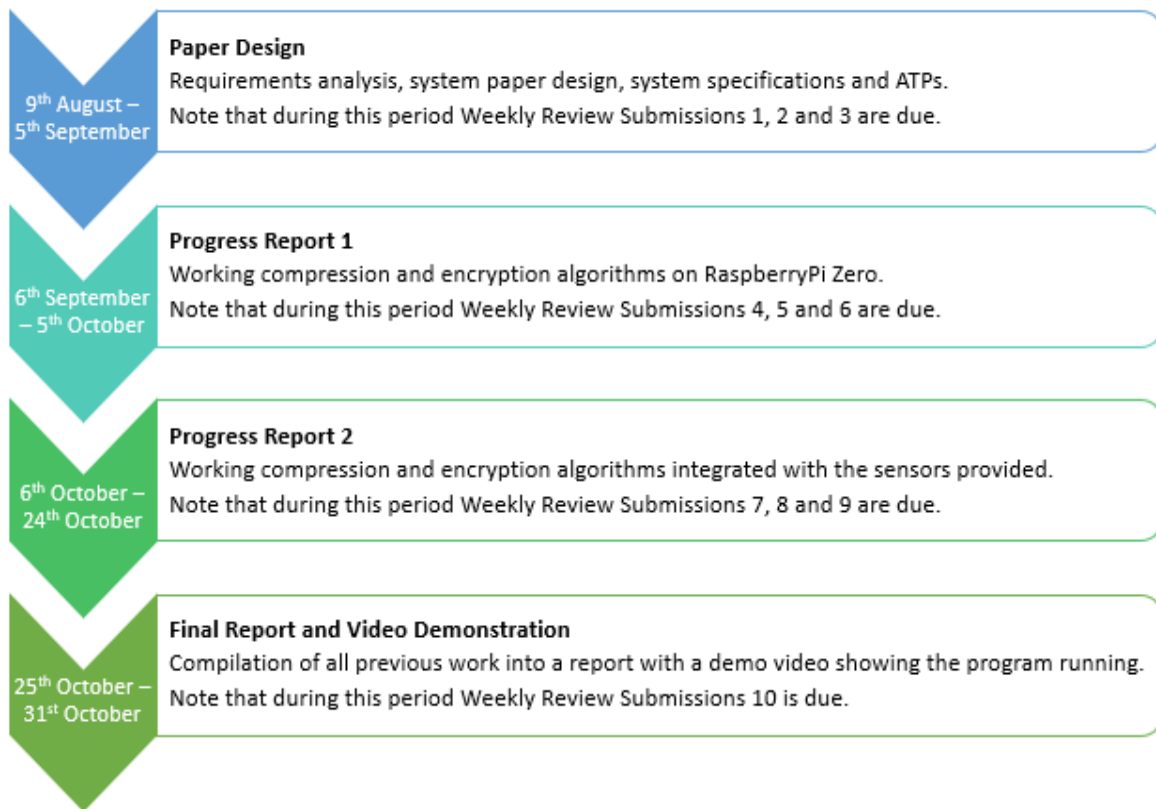 9th August –
5th September
Paper Design
Requirements analysis, system paper design, system specifications and ATPs.
Note that during this period Weekly Review Submissions 1, 2 and 3 are due.
6th September
– 5th October
Progress Report 1
Working compression and encryption algorithms on RaspberryPi Zero.
Note that during this period Weekly Review Submissions 4, 5 and 6 are due.
6th October –
24th October
Progress Report 2
Working compression and encryption algorithms integrated with the sensors provided.
Note that during this period Weekly Review Submissions 7, 8 and 9 are due.
25th October –
31st October
Final Report and Video Demonstration
Compilation of all previous work into a report with a demo video showing the program running.
Note that during this period Weekly Review Submissions 10 is due.